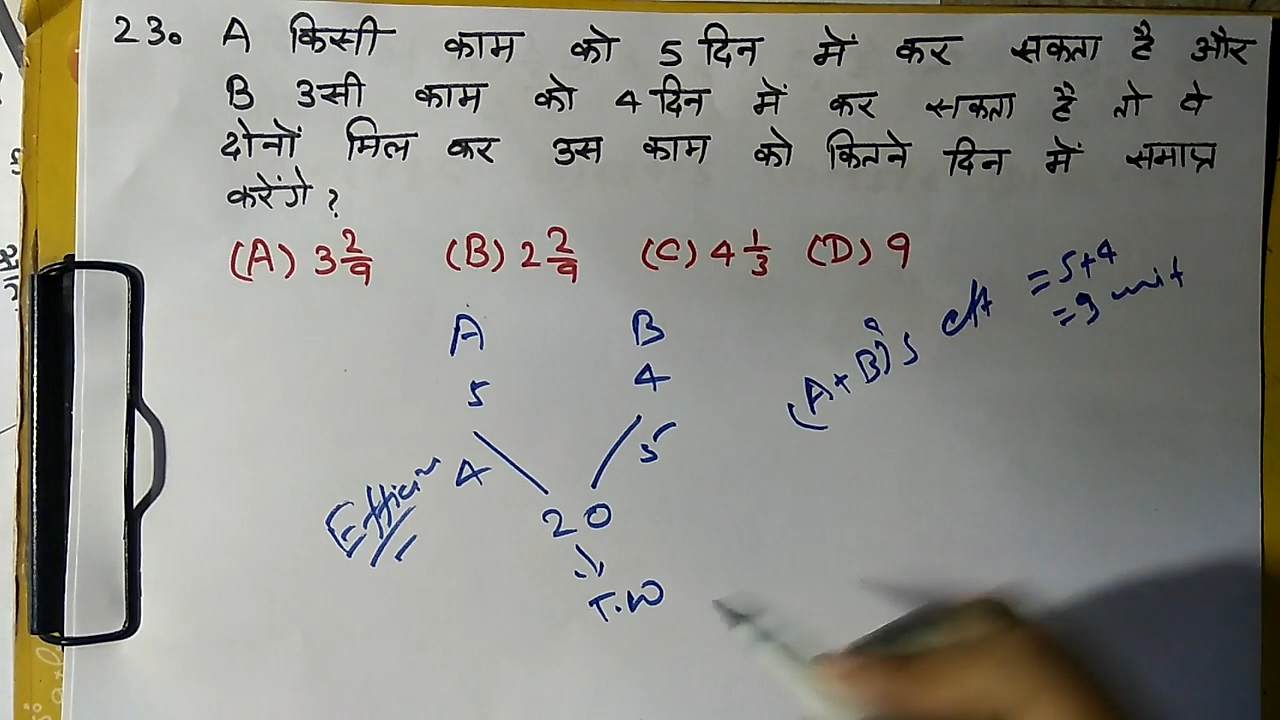 23. A किसी काम को 5 दिन में कर सकता है और
B उसी काम को 4 दिन में कर सकता है तो वे
दोनों मिल कर उस काम को कितने दिन में समाप्त
करेंगे ?
(A) 3 2/9 (B) 2 2/9 (C) 4 1/3 (D) 9
A B
5 4
4 5
20
T.W
(A+B)'s eff = 5+4
= 9 unit